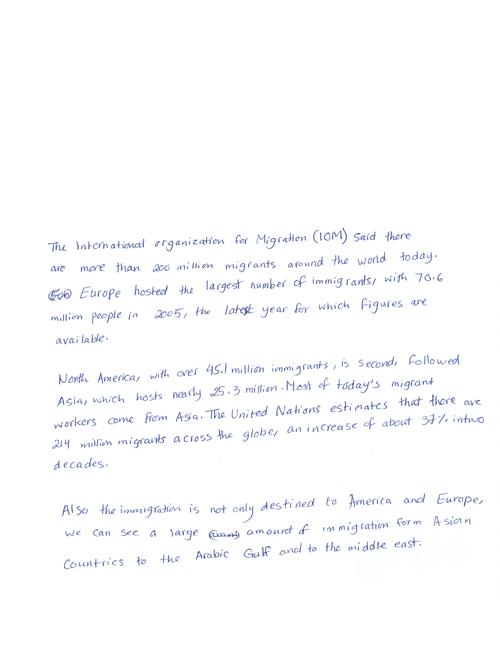 The International organization for Migration (IOM) said there
are more than 200 million migrants around the world today.
Europe hosted the largest number of immigrants, with 70.6
million people in 2005, the latest year for which figures are
available.
North America, with over 45.1 million immigrants, is second, followed
Asia, which hosts nearly 25.3 million. Most of today's migrant
workers come from Asia. The United Nations estimates that there are
214 million migrants across the globe, an increase of about 37% in two
decades.
Also the immigration is not only destined to America and Europe,
we can see a large amount of immigration form Asian
Countries to the Arabic Gulf and to the middle east.